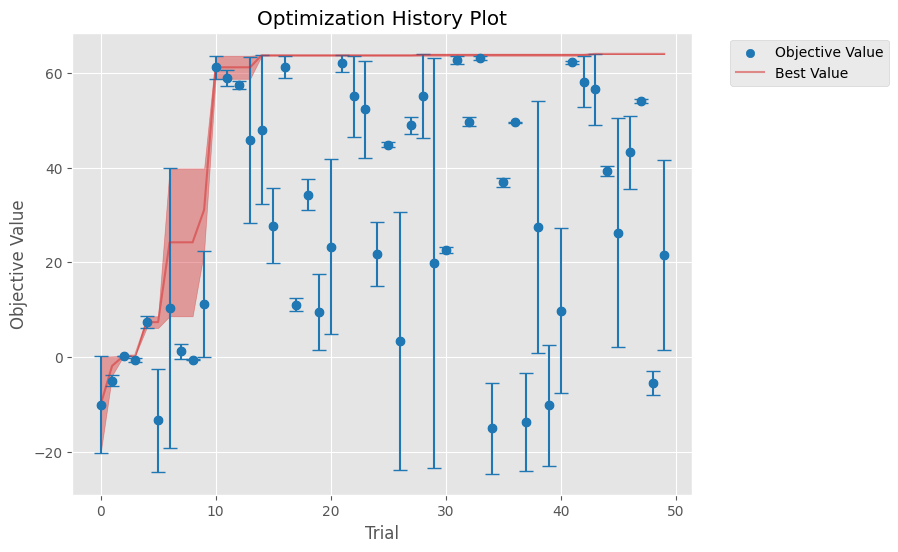 Optimization History Plot
Objective Value
Best Value
Objective Value
60
40
20
0
−20
0 10 20 30 40 50
Trial